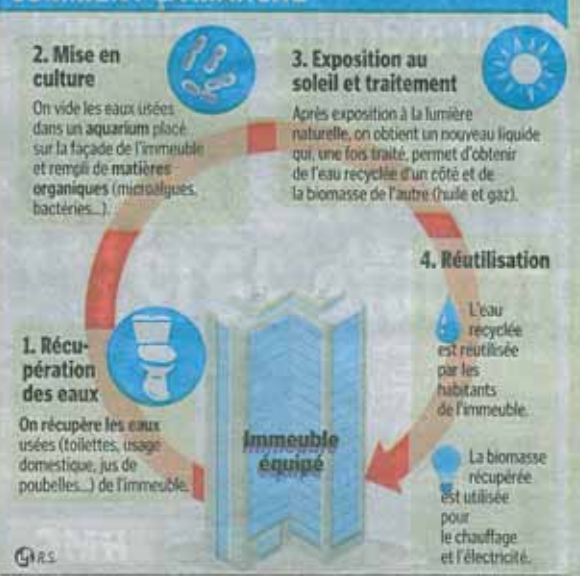 1. Récu-
pération
des eaux
On récupère les eaux
usées (toilettes, usage
domestique, jus de
poubelles...) de l'immeuble.
2. Mise en
culture
On vide les eaux usées
dans un aquarium placé
sur la façade de l'immeuble
et rempli de matières
organiques (microalgues,
bactéries...).
3. Exposition au
soleil et traitement
Après exposition à la lumière
naturelle, on obtient un nouveau liquide
qui, une fois traité, permet d'obtenir
de l'eau recyclée d'un côté et de
la biomasse de l'autre (huile et gaz).
4. Réutilisation
L'eau
recyclée
est réutilisée
par les
habitants
de l'immeuble.
La biomasse
récupérée
est utilisée
pour
le chauffage
et l'électricité.
Immeuble
équipé
R.S.